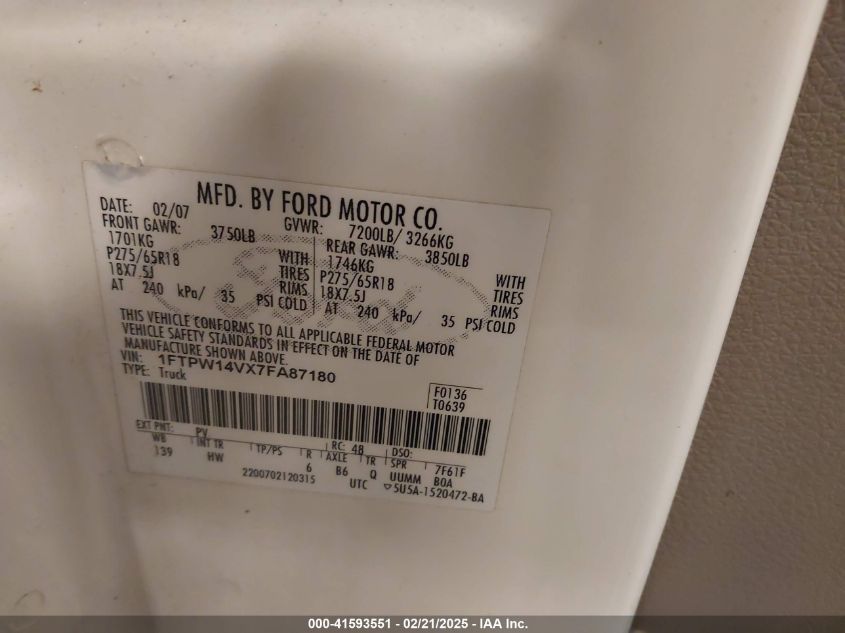 MFD. BY FORD MOTOR CO.
DATE: 02/07 GVWR: 7200LB/ 3266KG
FRONT GAWR: 3750LB REAR GAWR: 3850LB
1701KG WITH 1746KG WITH
P275/65R18 TIRES P275/65R18 TIRES
18X7.5J RIMS 18X7.5J RIMS
AT 240 kPa/ 35 PSI COLD AT 240 kPa/ 35 PSI COLD
THIS VEHICLE CONFORMS TO ALL APPLICABLE FEDERAL MOTOR
VEHICLE SAFETY STANDARDS IN EFFECT ON THE DATE OF
MANUFACTURE SHOWN ABOVE.
VIN: 1FTPW14VX7FA87180
TYPE: Truck
F0136
T0639
EXT PNT: PV RC: 48 DSO:
WB INT TR TP/PS R AXLE TR SPR 7F61F
139 HW 6 B6 Q UUMM BOA
2200702120315 UTC ▽5U5A-1520472-BA
Ford
000-41593551 / 02/21/2025 - IAA Inc.